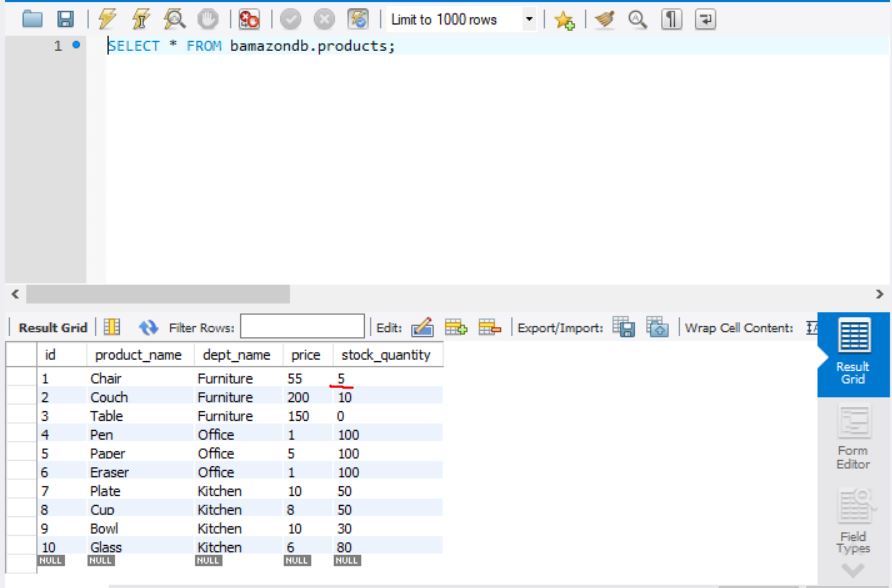 Limit to 1000 rows
1 SELECT * FROM bamazondb.products;
Result Grid Filter Rows: Edit: Export/Import: Wrap Cell Content: IA
id product_name dept_name price stock_quantity
1 Chair Furniture 55 5
2 Couch Furniture 200 10
3 Table Furniture 150 0
4 Pen Office 1 100
5 Paper Office 5 100
6 Eraser Office 1 100
7 Plate Kitchen 10 50
8 Cup Kitchen 8 50
9 Bowl Kitchen 10 30
10 Glass Kitchen 6 80
NULL NULL NULL NULL NULL
Result
Grid
Form
Editor
Field
Types